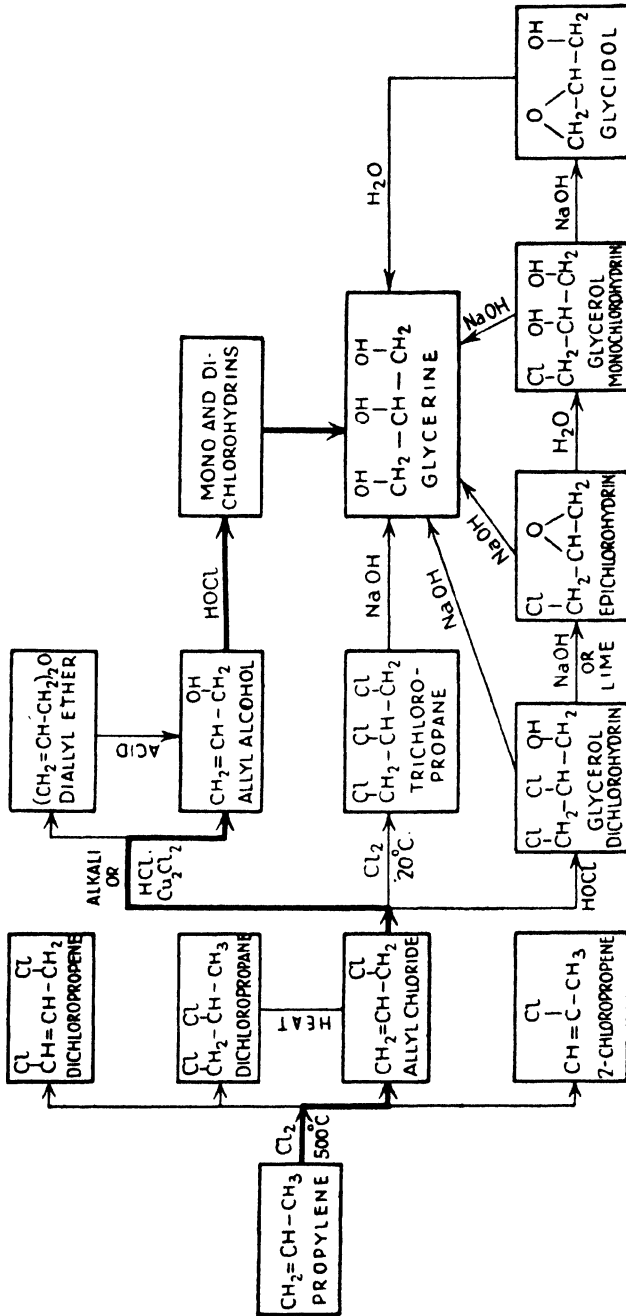 CH2=CH-CH3
PROPYLENE
Cl2
500°C
Cl Cl
CH=CH-CH2
DICHLOROPROPENE
Cl Cl
CH2-CH-CH3
DICHLOROPROPANE
HEAT
Cl
CH2=CH-CH2
ALLYL CHLORIDE
Cl
CH=C-CH3
2-CHLOROPROPENE
ALKALI
OR
HCl.
Cu2Cl2
(CH2=CH-CH2)2O
DIALLYL ETHER
ACID
OH
CH2=CH-CH2
ALLYL ALCOHOL
HOCl
MONO AND DI-
CHLOROHYDRINS
Cl2
20°C.
Cl Cl Cl
CH2-CH-CH2
TRICHLORO-
PROPANE
NaOH
OH OH OH
CH2-CH-CH2
GLYCERINE
HOCl
Cl Cl OH
CH2-CH-CH2
GLYCEROL
DICHLOROHYDRIN
NaOH
NaOH
OR
LIME
Cl O
CH2-CH-CH2
EPICHLOROHYDRIN
NaOH
H2O
Cl OH OH
CH2-CH-CH2
GLYCEROL
MONOCHLOROHYDRIN
NaOH
NaOH
O OH
CH2-CH-CH2
GLYCIDOL
H2O